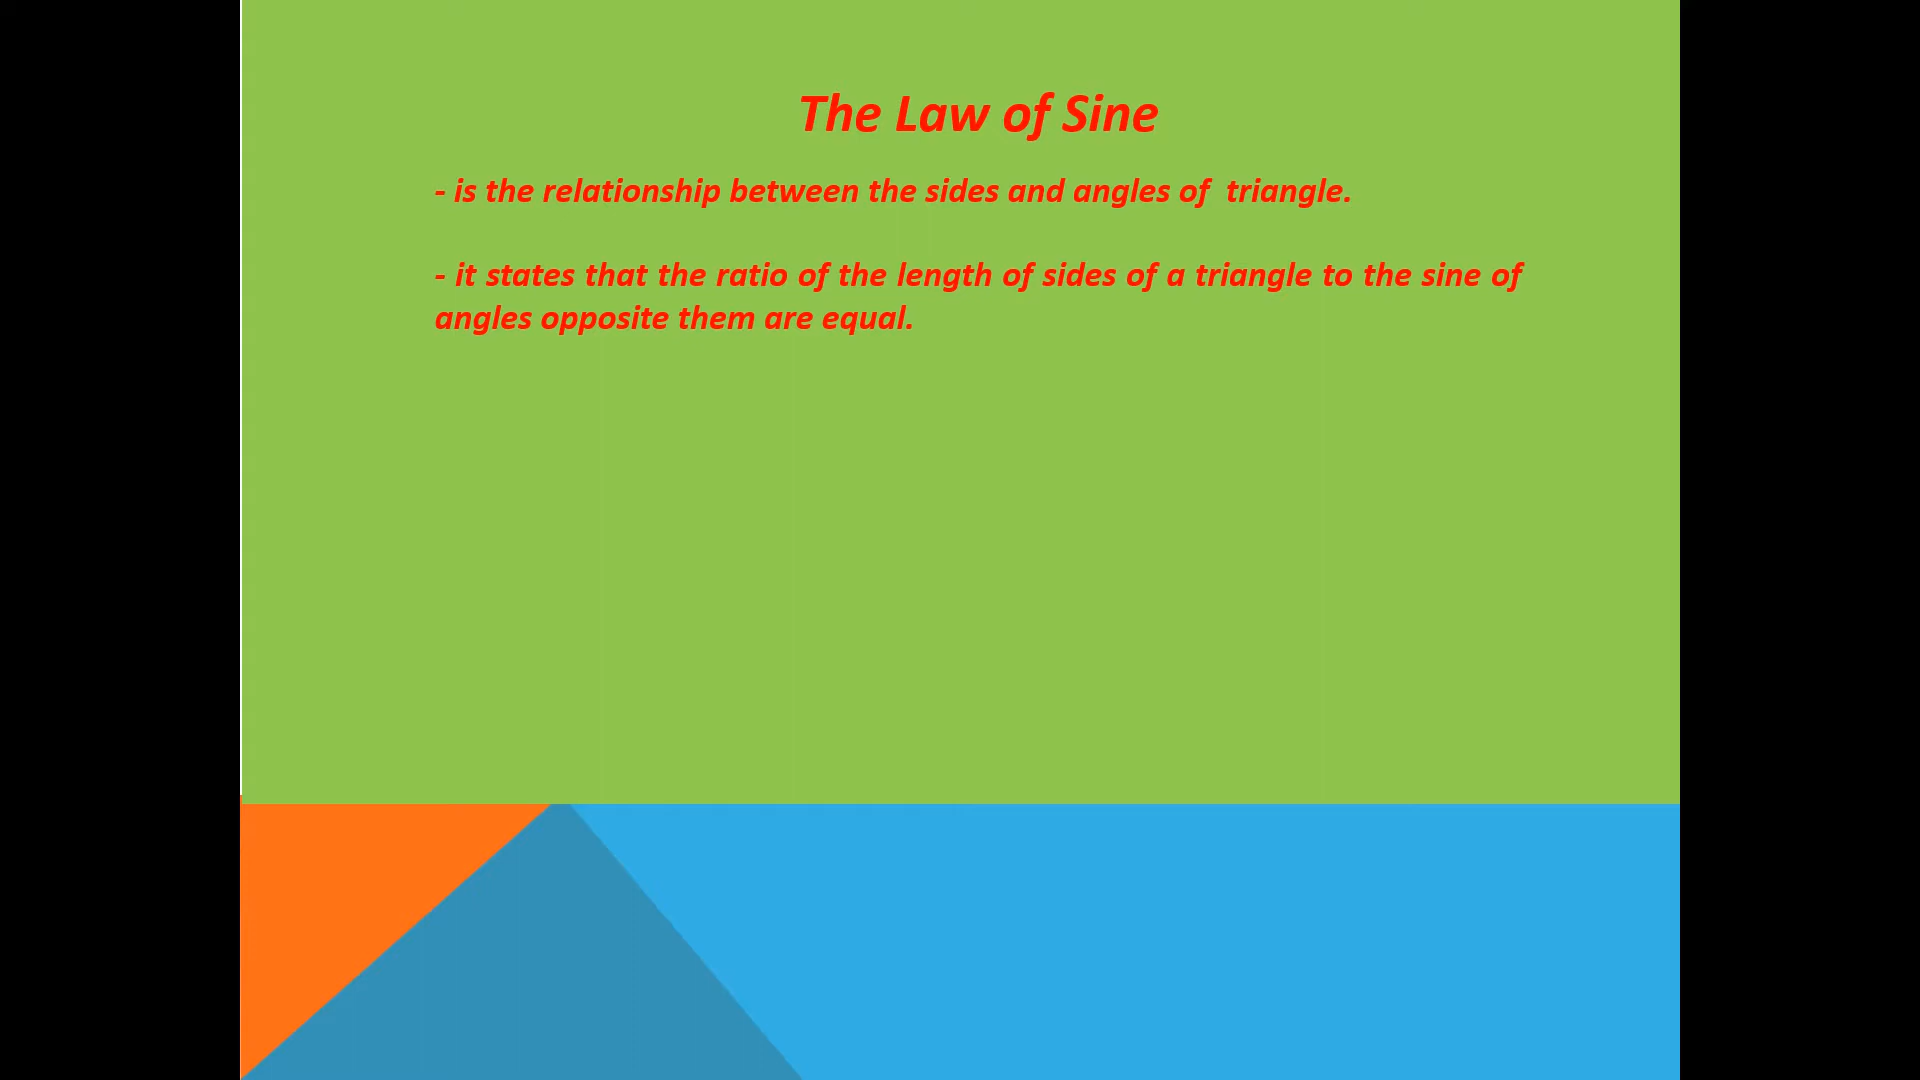 The Law of Sine
- is the relationship between the sides and angles of  triangle.
- it states that the ratio of the length of sides of a triangle to the sine of
angles opposite them are equal.